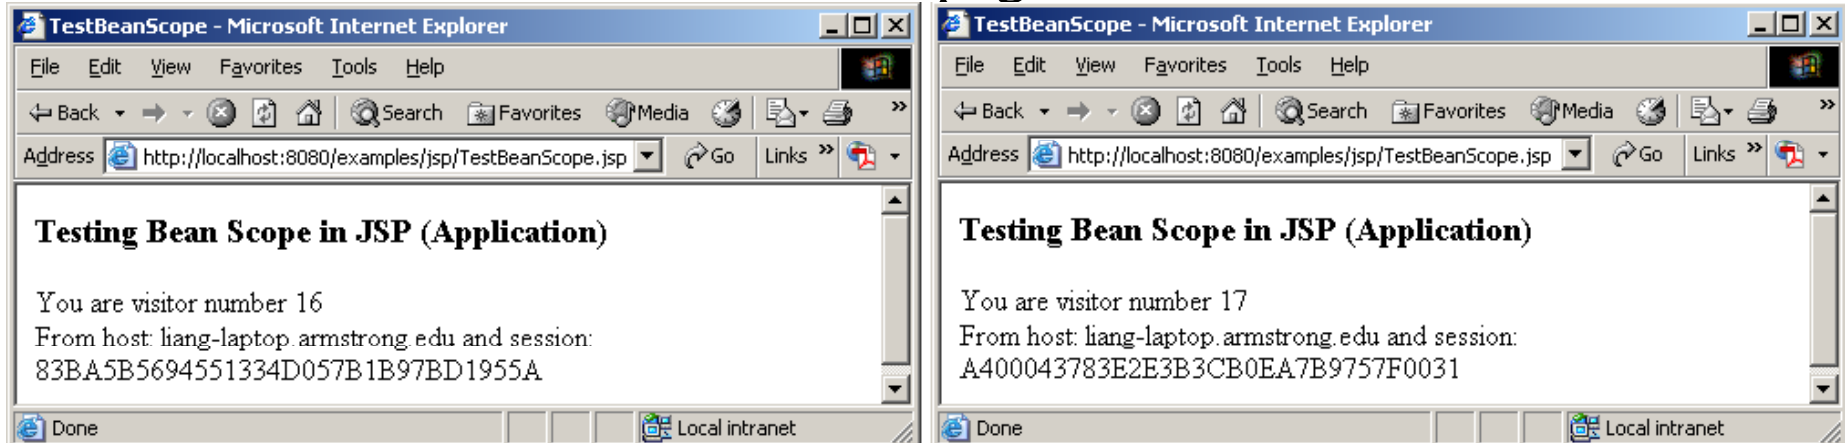 TestBeanScope - Microsoft Internet Explorer
File Edit View Favorites Tools Help
Back Search Favorites Media »
Address http://localhost:8080/examples/jsp/TestBeanScope.jsp Go Links »
Testing Bean Scope in JSP (Application)
You are visitor number 16
From host: liang-laptop.armstrong.edu and session:
83BA5B5694551334D057B1B97BD1955A
Done Local intranet
TestBeanScope - Microsoft Internet Explorer
File Edit View Favorites Tools Help
Back Search Favorites Media »
Address http://localhost:8080/examples/jsp/TestBeanScope.jsp Go Links »
Testing Bean Scope in JSP (Application)
You are visitor number 17
From host: liang-laptop.armstrong.edu and session:
A400043783E2E3B3CB0EA7B9757F0031
Done Local intranet